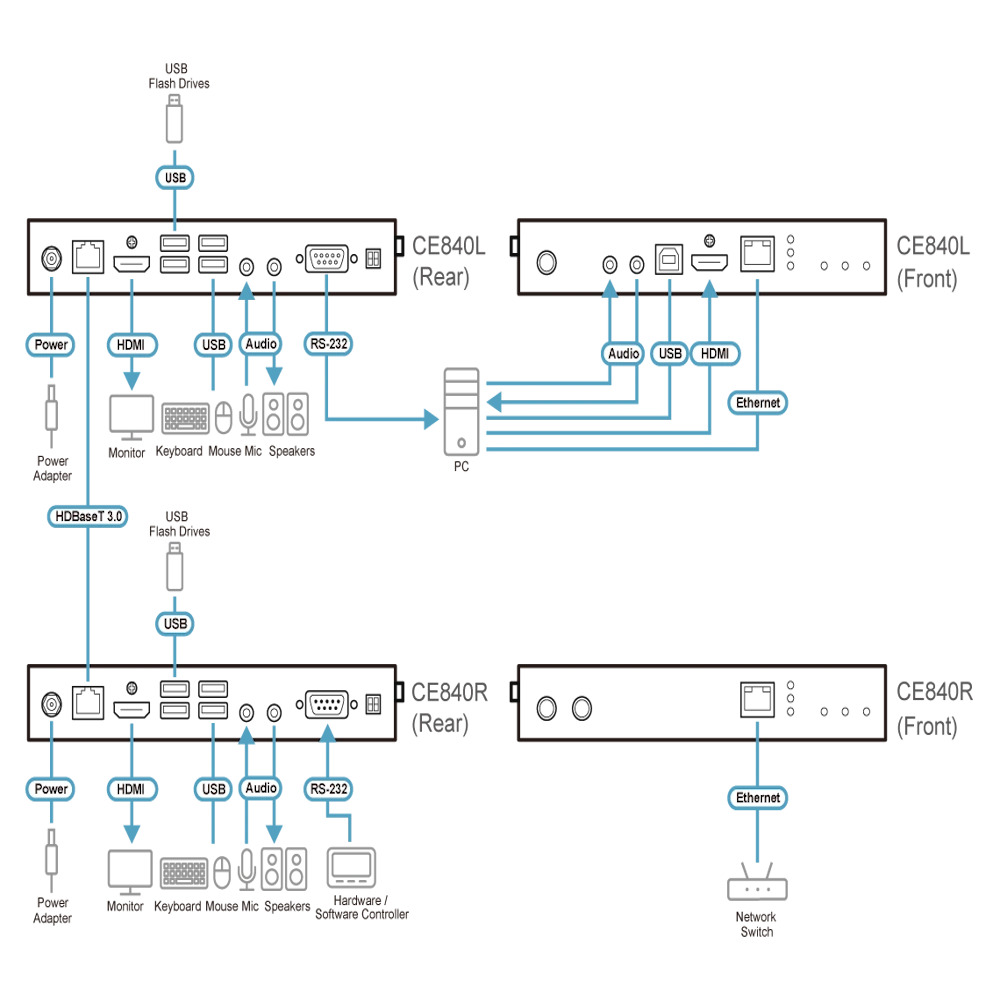 USB
Flash Drives
USB
CE840L
(Rear)
CE840L
(Front)
Power
HDMI
USB
Audio
RS-232
Audio
USB
HDMI
Ethernet
Power
Adapter
Monitor
Keyboard
Mouse
Mic
Speakers
PC
HDBaseT 3.0
USB
Flash Drives
USB
CE840R
(Rear)
CE840R
(Front)
Power
HDMI
USB
Audio
RS-232
Ethernet
Power
Adapter
Monitor
Keyboard
Mouse
Mic
Speakers
Hardware /
Software Controller
Network
Switch